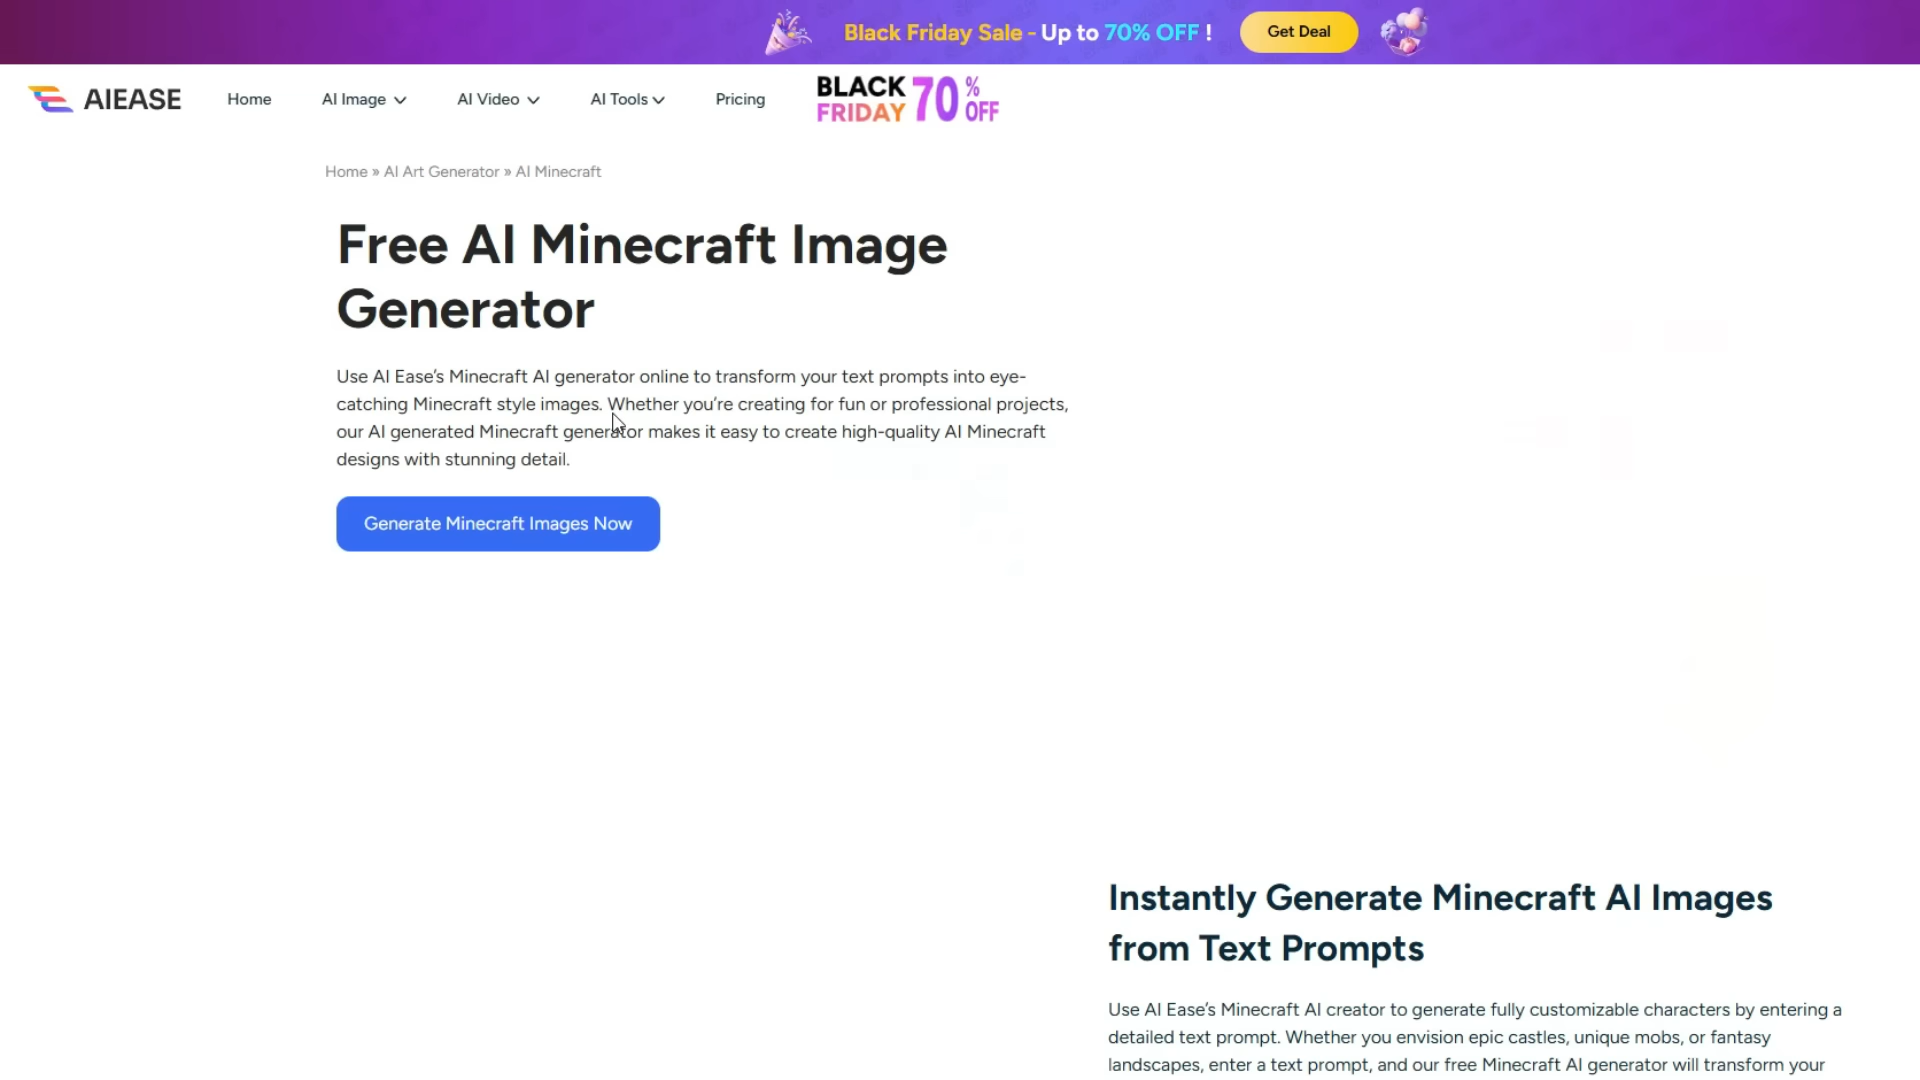 Black Friday Sale - Up to 70% OFF !
Get Deal
AIEASE
Home
AI Image
AI Video
AI Tools
Pricing
BLACK FRIDAY 70% OFF
Home » AI Art Generator » AI Minecraft
Free AI Minecraft Image
Generator
Use AI Ease’s Minecraft AI generator online to transform your text prompts into eye-
catching Minecraft style images. Whether you’re creating for fun or professional projects,
our AI generated Minecraft generator makes it easy to create high-quality AI Minecraft
designs with stunning detail.
Generate Minecraft Images Now
Instantly Generate Minecraft AI Images
from Text Prompts
Use AI Ease’s Minecraft AI creator to generate fully customizable characters by entering a
detailed text prompt. Whether you envision epic castles, unique mobs, or fantasy
landscapes, enter a text prompt, and our free Minecraft AI generator will transform your